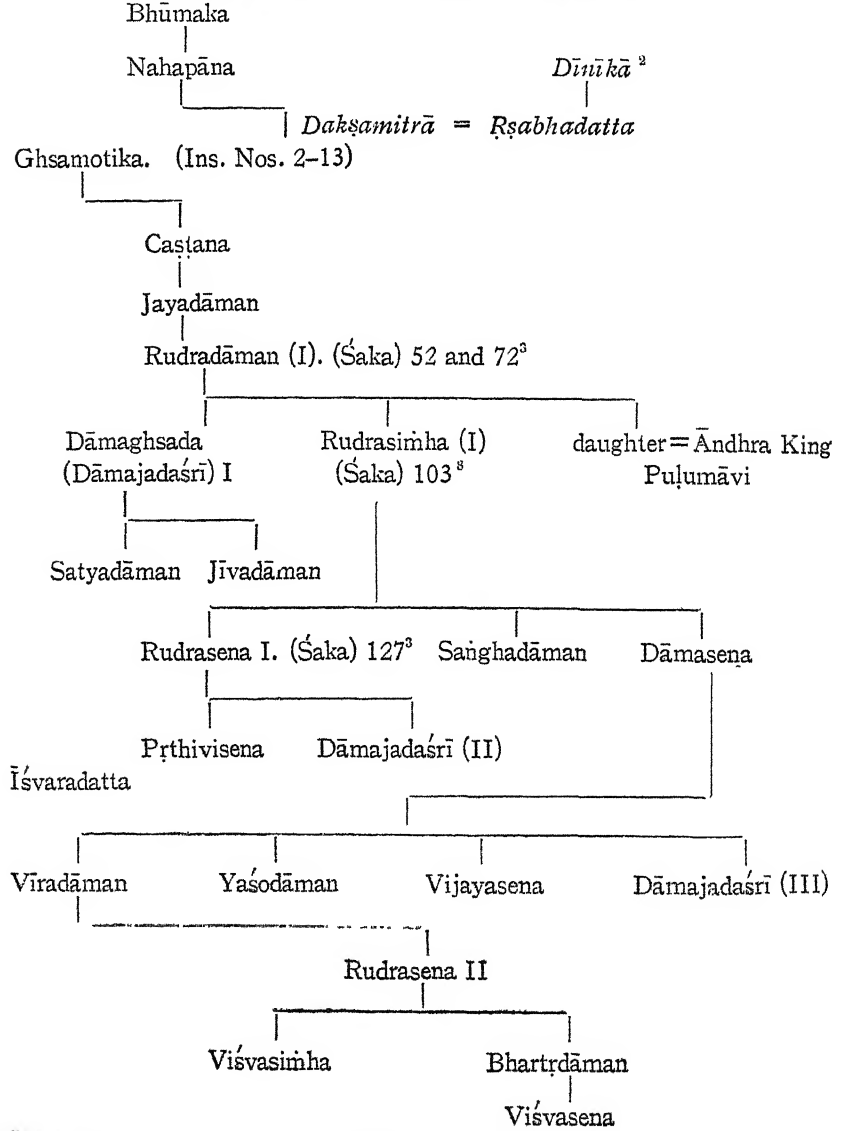 Bhūmaka
Nahapāna Dīnīkā ²
Dakṣamitrā = Ṛṣabhadatta
Ghsamotika. (Ins. Nos. 2–13)
Caṣṭana
Jayadāman
Rudradāman (I). (Śaka) 52 and 72³
Dāmaghsada Rudrasiṁha (I) daughter = Āndhra King
(Dāmajadaśrī) I (Śaka) 103³ Puḷumāvi
Satyadāman Jīvadāman
Rudrasena I. (Śaka) 127³ Saṅghadāman Dāmasena
Pṛthivisena Dāmajadaśrī (II)
Īśvaradatta
Vīradāman Yaśodāman Vijayasena Dāmajadaśrī (III)
Rudrasena II
Viśvasiṁha Bhartṛdāman
Viśvasena